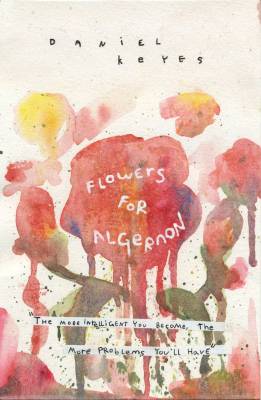 DANIEL
KEYES
FLOWERS
FOR
ALGERNON
"THE MORE INTELLIGENT YOU BECOME, THE
MORE PROBLEMS YOU'LL HAVE"